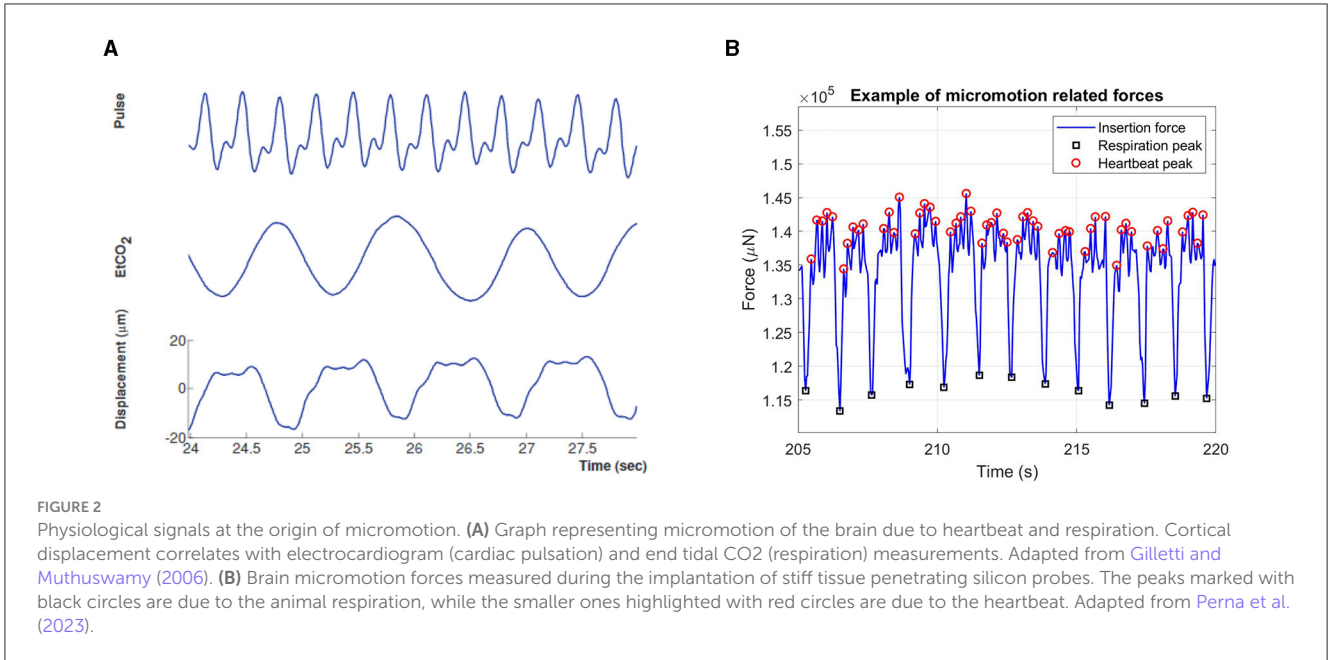 A
Pulse
EtCO2
Displacement (μm)
20
0
-20
24 24.5 25 25.5 26 26.5 27 27.5
Time (sec)
B
×10⁵ Example of micromotion related forces
Insertion force
Respiration peak
Heartbeat peak
1.55
1.5
1.45
1.4
1.35
1.3
1.25
1.2
1.15
Force (μN)
205 210 215 220
Time (s)
FIGURE 2
Physiological signals at the origin of micromotion. (A) Graph representing micromotion of the brain due to heartbeat and respiration. Cortical
displacement correlates with electrocardiogram (cardiac pulsation) and end tidal CO2 (respiration) measurements. Adapted from Gilletti and
Muthuswamy (2006). (B) Brain micromotion forces measured during the implantation of stiff tissue penetrating silicon probes. The peaks marked with
black circles are due to the animal respiration, while the smaller ones highlighted with red circles are due to the heartbeat. Adapted from Perna et al.
(2023).